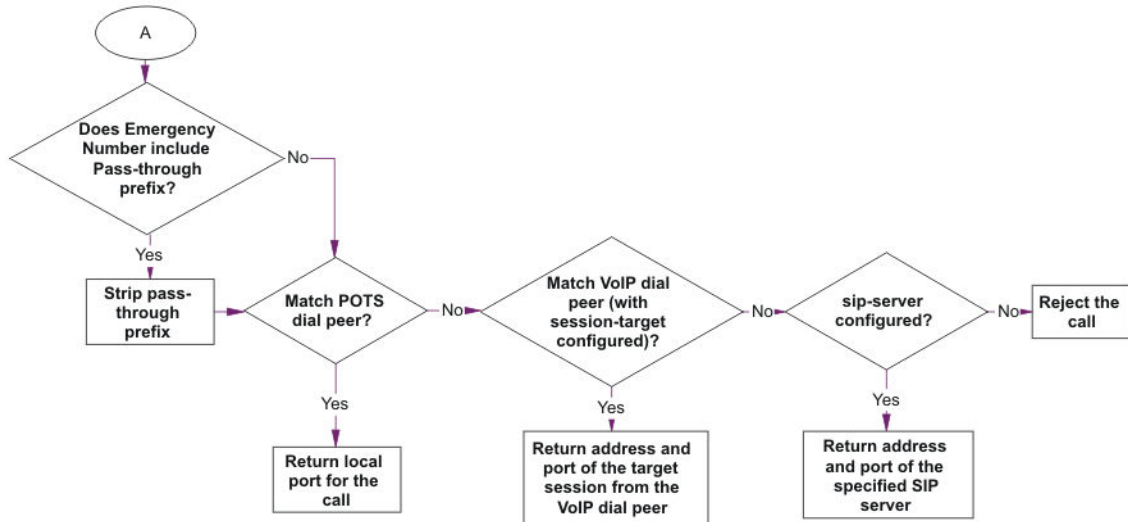 A
Does Emergency
Number include
Pass-through
prefix?
No
Yes
Strip pass-
through
prefix
Match POTS
dial peer?
No
Yes
Return local
port for the
call
Match VoIP dial
peer (with
session-target
configured)?
No
Yes
Return address and
port of the target
session from the
VoIP dial peer
sip-server
configured?
No
Yes
Return address
and port of the
specified SIP
server
Reject the
call